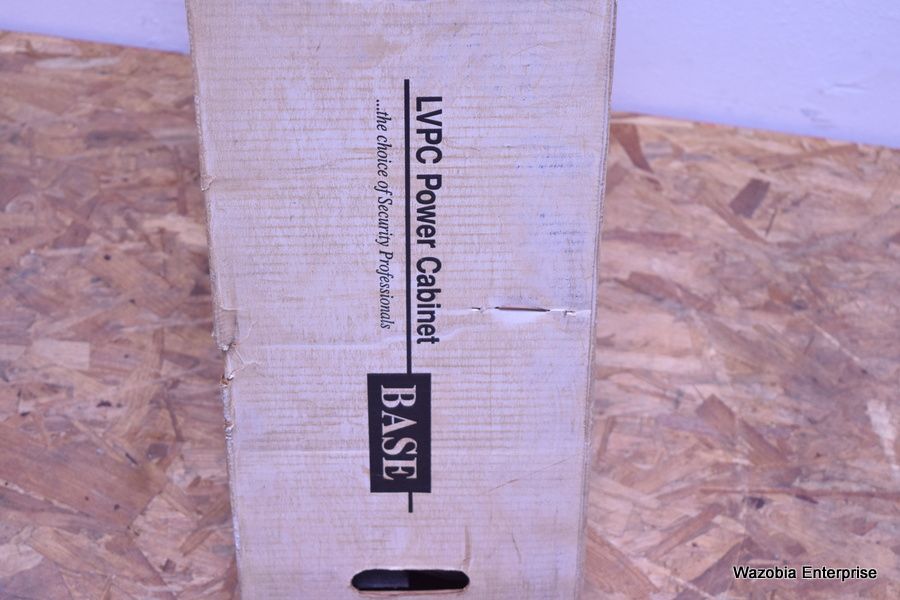 LVPC Power Cabinet
....the choice of Security Professionals
BASE
Wazobia Enterprise